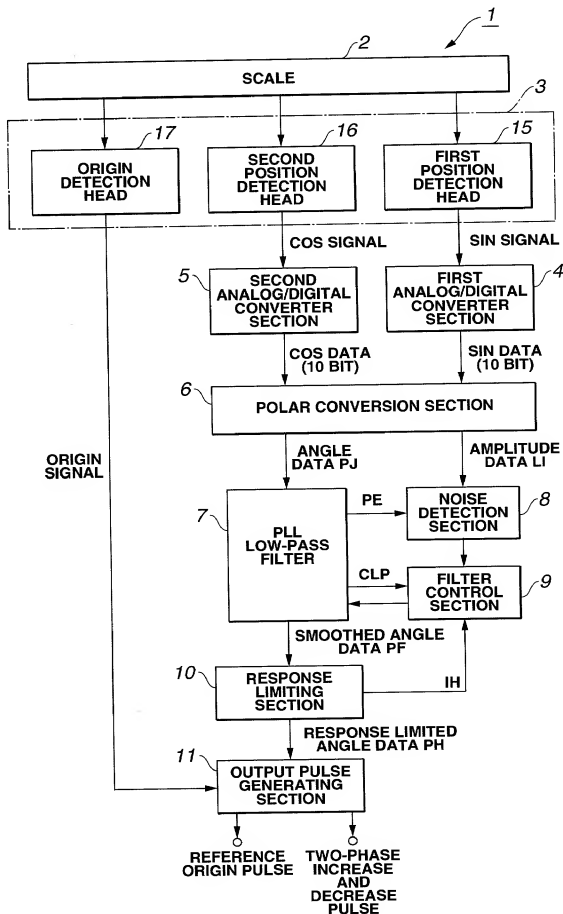 1
2
SCALE
3
17
16
15
ORIGIN
DETECTION
HEAD
SECOND
POSITION
DETECTION
HEAD
FIRST
POSITION
DETECTION
HEAD
COS SIGNAL
SIN SIGNAL
5
SECOND
ANALOG/DIGITAL
CONVERTER
SECTION
FIRST
ANALOG/DIGITAL
CONVERTER
SECTION
4
COS DATA
(10 BIT)
SIN DATA
(10 BIT)
6
POLAR CONVERSION SECTION
ORIGIN
SIGNAL
ANGLE
DATA PJ
AMPLITUDE
DATA LI
7
PLL
LOW-PASS
FILTER
PE
NOISE
DETECTION
SECTION
8
CLP
FILTER
CONTROL
SECTION
9
SMOOTHED ANGLE
DATA PF
10
RESPONSE
LIMITING
SECTION
IH
RESPONSE LIMITED
ANGLE DATA PH
11
OUTPUT PULSE
GENERATING
SECTION
REFERENCE
ORIGIN PULSE
TWO-PHASE
INCREASE
AND
DECREASE
PULSE